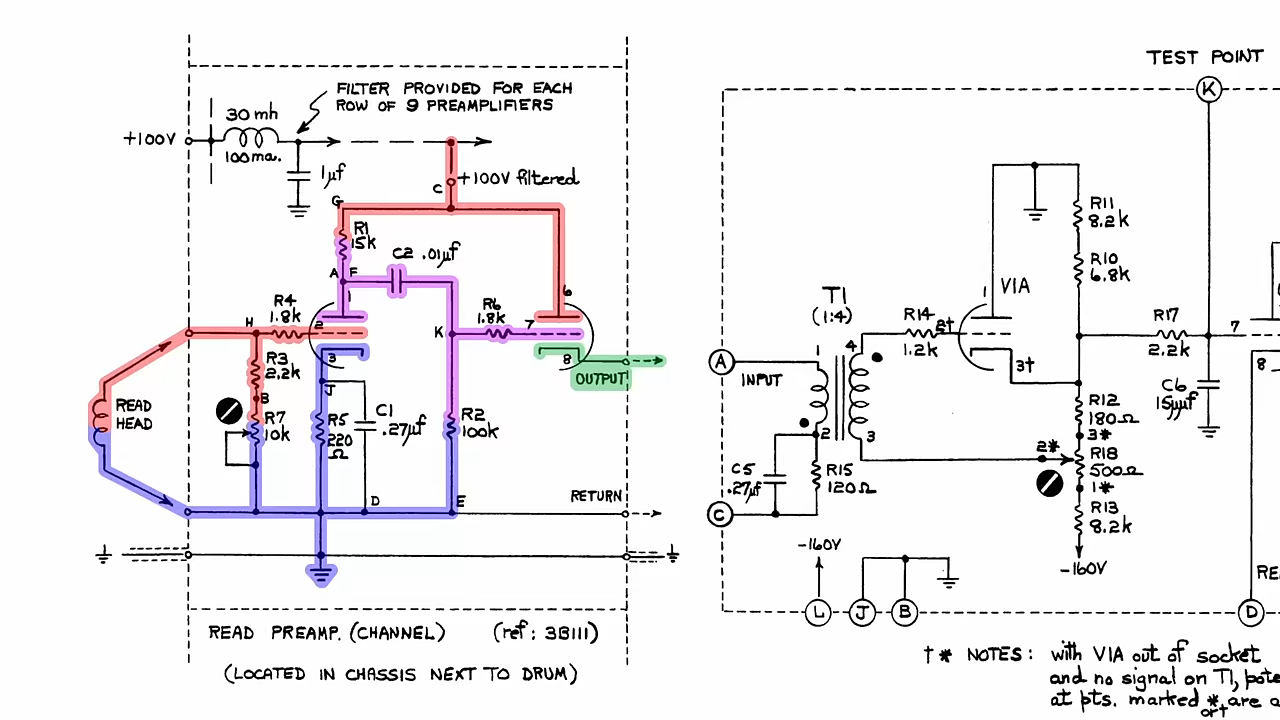 TEST POINT
K
FILTER PROVIDED FOR EACH
ROW OF 9 PREAMPLIFIERS
30 mh
+100V
100ma.
1µf
+100V filtered
C
G
R1
15k
C2 .01µf
A F
1
6
R4
1.8k
R6
1.8k
H
2
K
7
3
8
OUTPUT
R3
2.2k
J
B
READ
HEAD
R7
10k
R5
220
Ω
C1
.27µf
R2
100k
D
E
RETURN
READ PREAMP. (CHANNEL) (ref: 3B111)
(LOCATED IN CHASSIS NEXT TO DRUM)
R11
8.2k
R10
6.8k
1
V1A
T1
(1:4)
R14
1.2k
2†
R17
2.2k
7
1
4
3†
8
A
INPUT
C6
15µµf
R12
180Ω
2
3
3*
2*
R18
500Ω
1*
C5
.27µf
R15
120Ω
C
R13
8.2k
-160V
-160V
RE
L
J
B
D
†* NOTES: with V1A out of socket
and no signal on T1, pote
at pts. marked * are a
or†